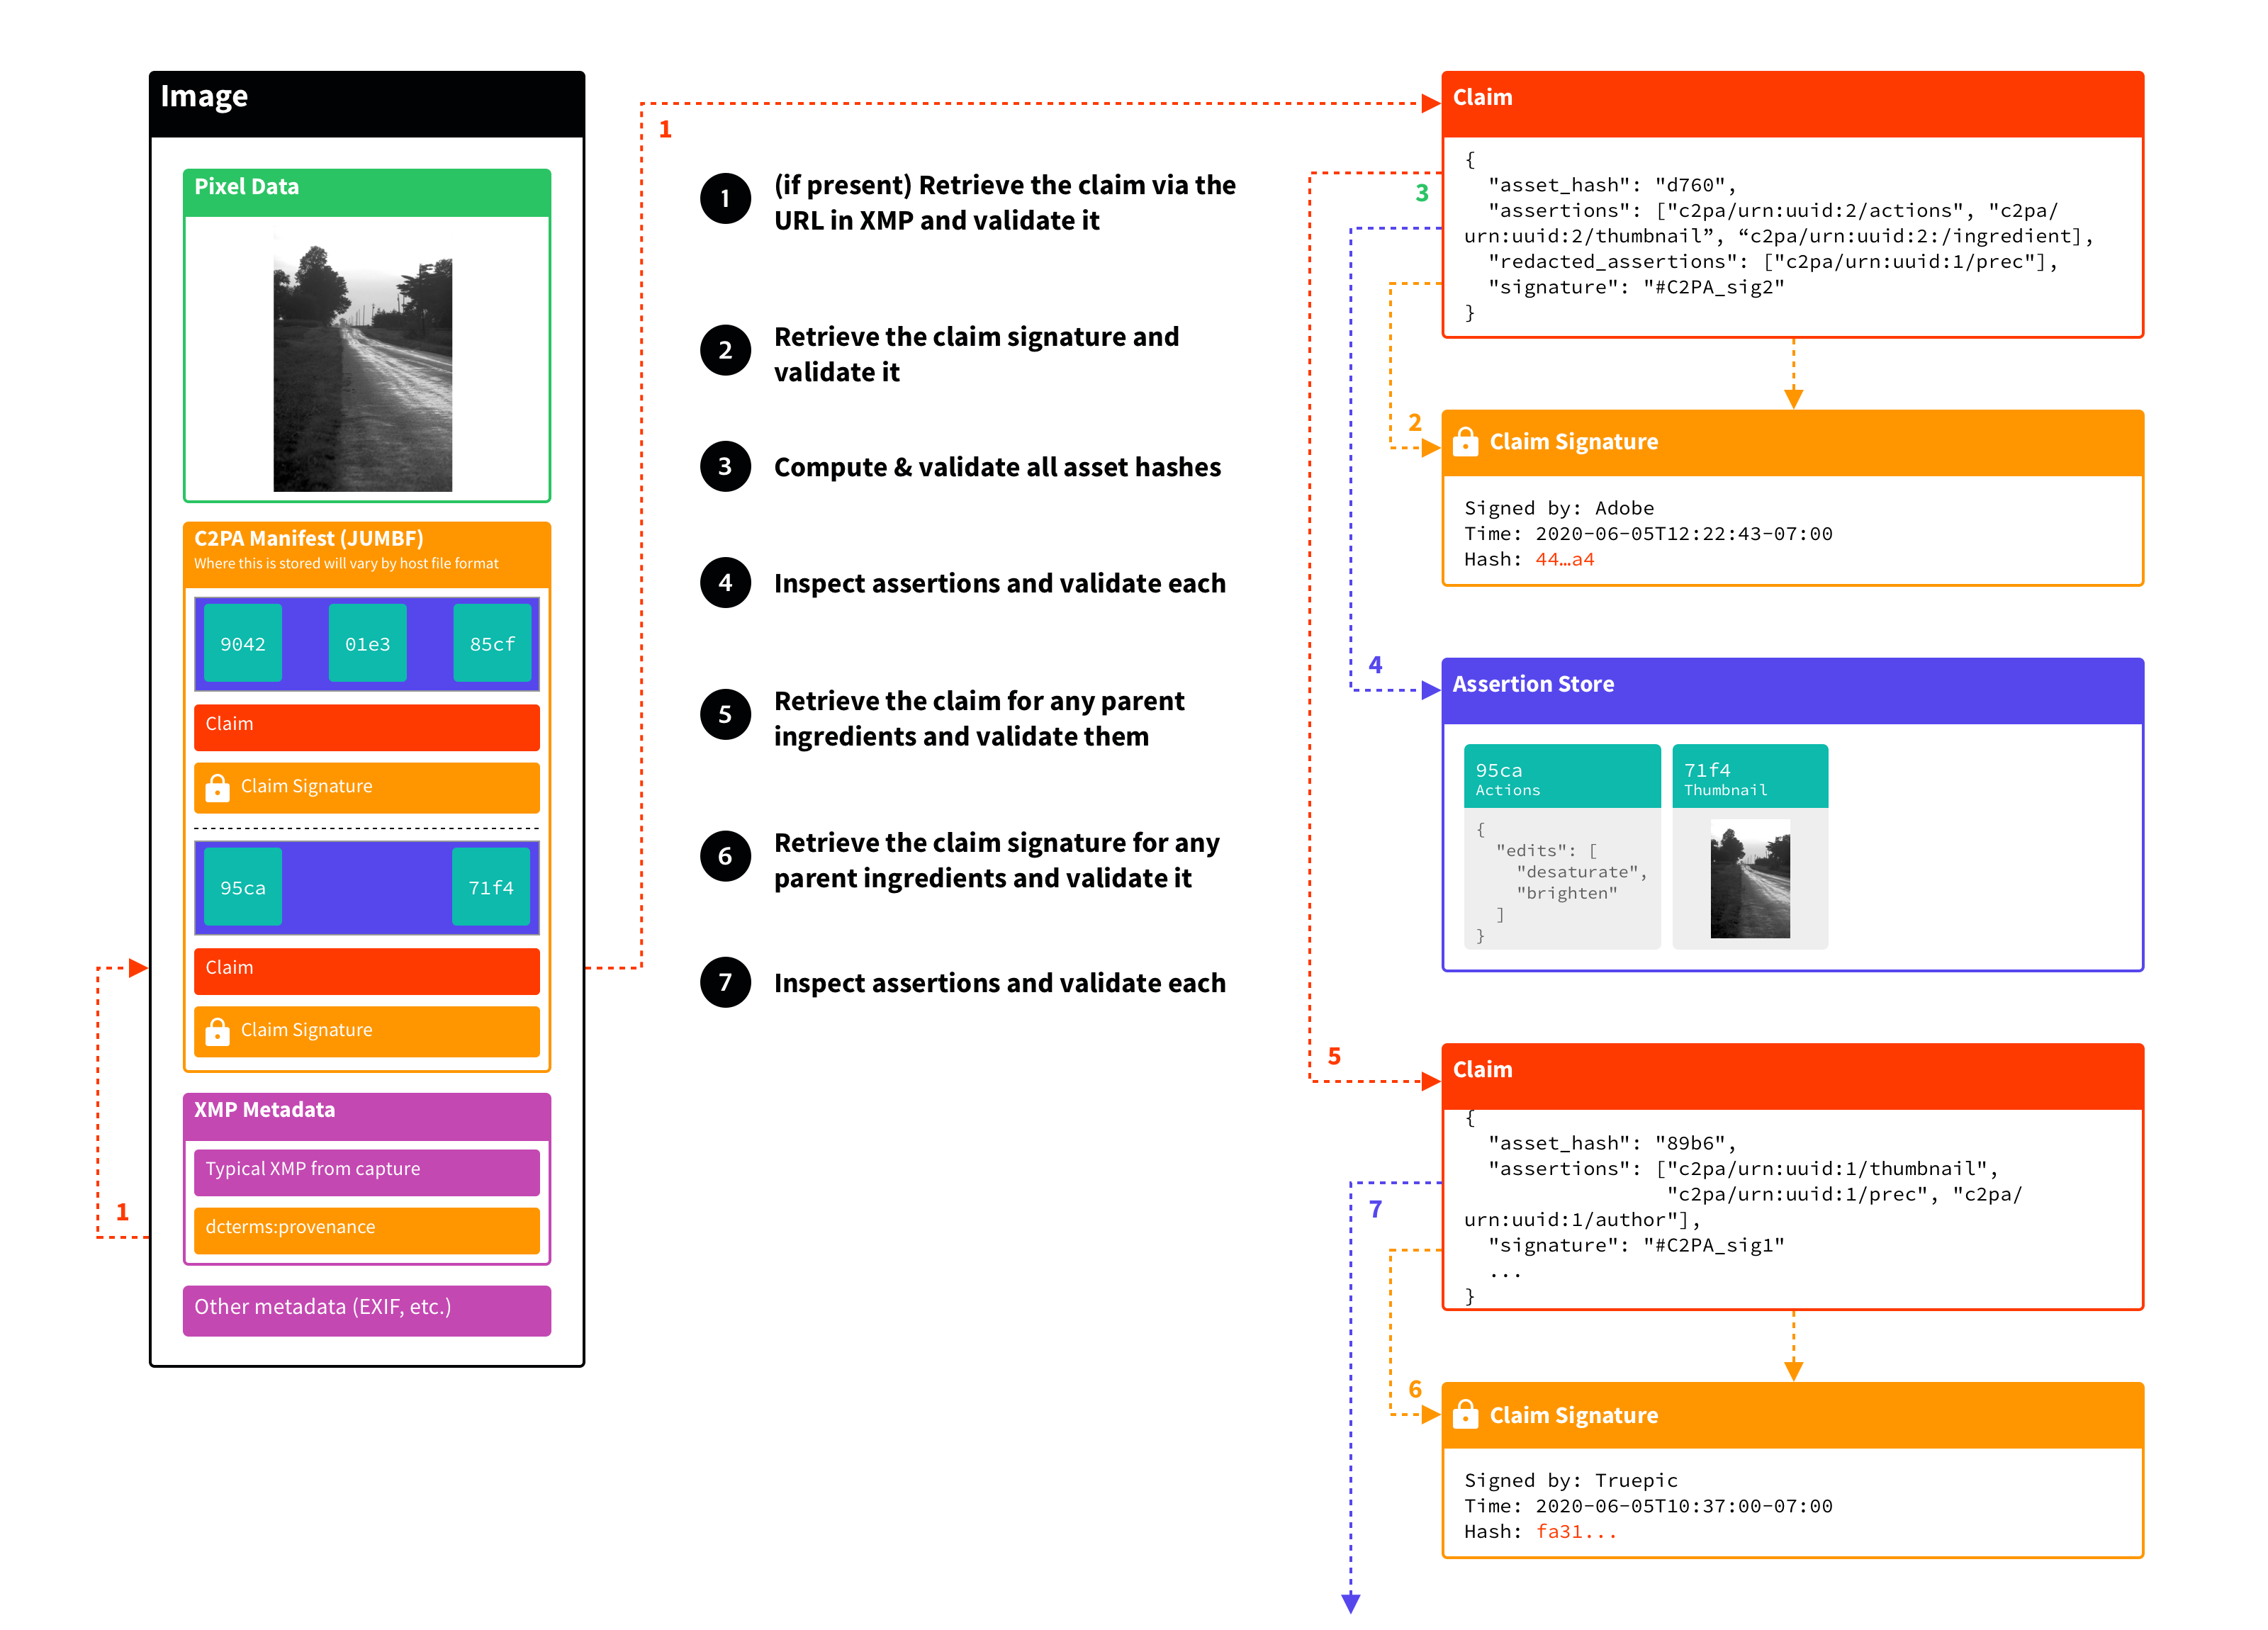 Image
Pixel Data
C2PA Manifest (JUMBF)
Where this is stored will vary by host file format
9042 01e3 85cf
Claim
Claim Signature
95ca 71f4
Claim
Claim Signature
XMP Metadata
Typical XMP from capture
dcterms:provenance
Other metadata (EXIF, etc.)
1
1
1 (if present) Retrieve the claim via the
URL in XMP and validate it
2 Retrieve the claim signature and
validate it
3 Compute & validate all asset hashes
4 Inspect assertions and validate each
5 Retrieve the claim for any parent
ingredients and validate them
6 Retrieve the claim signature for any
parent ingredients and validate it
7 Inspect assertions and validate each
Claim
3
{
"asset_hash": "d760",
"assertions": ["c2pa/urn:uuid:2/actions", "c2pa/
urn:uuid:2/thumbnail”, “c2pa/urn:uuid:2:/ingredient],
"redacted_assertions": ["c2pa/urn:uuid:1/prec"],
"signature": "#C2PA_sig2"
}
2
Claim Signature
Signed by: Adobe
Time: 2020-06-05T12:22:43-07:00
Hash: 44…a4
4
Assertion Store
95ca
Actions
{
"edits": [
"desaturate",
"brighten"
]
}
71f4
Thumbnail
5
Claim
{
"asset_hash": "89b6",
"assertions": ["c2pa/urn:uuid:1/thumbnail",
"c2pa/urn:uuid:1/prec", "c2pa/
urn:uuid:1/author"],
"signature": "#C2PA_sig1"
...
}
7
6
Claim Signature
Signed by: Truepic
Time: 2020-06-05T10:37:00-07:00
Hash: fa31...